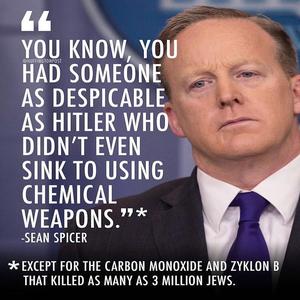 “
YOU KNOW, YOU
@HUFFINGTONPOST
HAD SOMEONE
AS DESPICABLE
AS HITLER WHO
DIDN'T EVEN
SINK TO USING
CHEMICAL
WEAPONS.”*
-SEAN SPICER
*EXCEPT FOR THE CARBON MONOXIDE AND ZYKLON B
THAT KILLED AS MANY AS 3 MILLION JEWS.